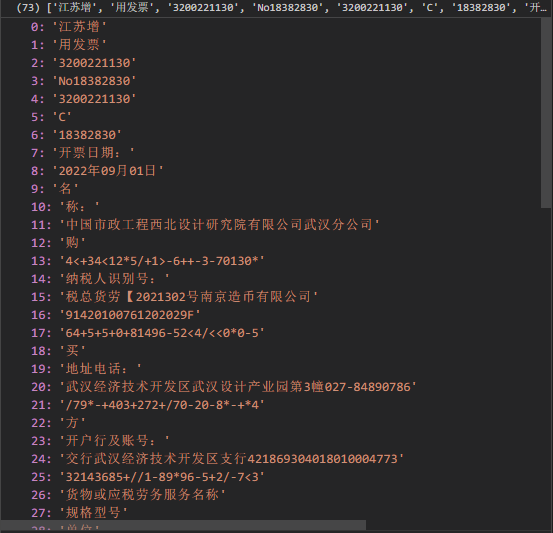 (73) ['江苏增', '用发票', '3200221130', 'No18382830', '3200221130', 'C', '18382830', '开…
0: '江苏增'
1: '用发票'
2: '3200221130'
3: 'No18382830'
4: '3200221130'
5: 'C'
6: '18382830'
7: '开票日期：'
8: '2022年09月01日'
9: '名'
10: '称：'
11: '中国市政工程西北设计研究院有限公司武汉分公司'
12: '购'
13: '4<+34<12*5/+1>-6++-3-70130*'
14: '纳税人识别号：'
15: '税总货劳【2021302号南京造币有限公司'
16: '91420100761202029F'
17: '64+5+5+0+81496-52<4/<<0*0-5'
18: '买'
19: '地址电话：'
20: '武汉经济技术开发区武汉设计产业园第3幢027-84890786'
21: '/79*-+403+272+/70-20-8*-+*4'
22: '方'
23: '开户行及账号：'
24: '交行武汉经济技术开发区支行421869304018010004773'
25: '32143685+//1-89*96-5+2/-7<3'
26: '货物或应税劳务服务名称'
27: '规格型号'
28: '单位'